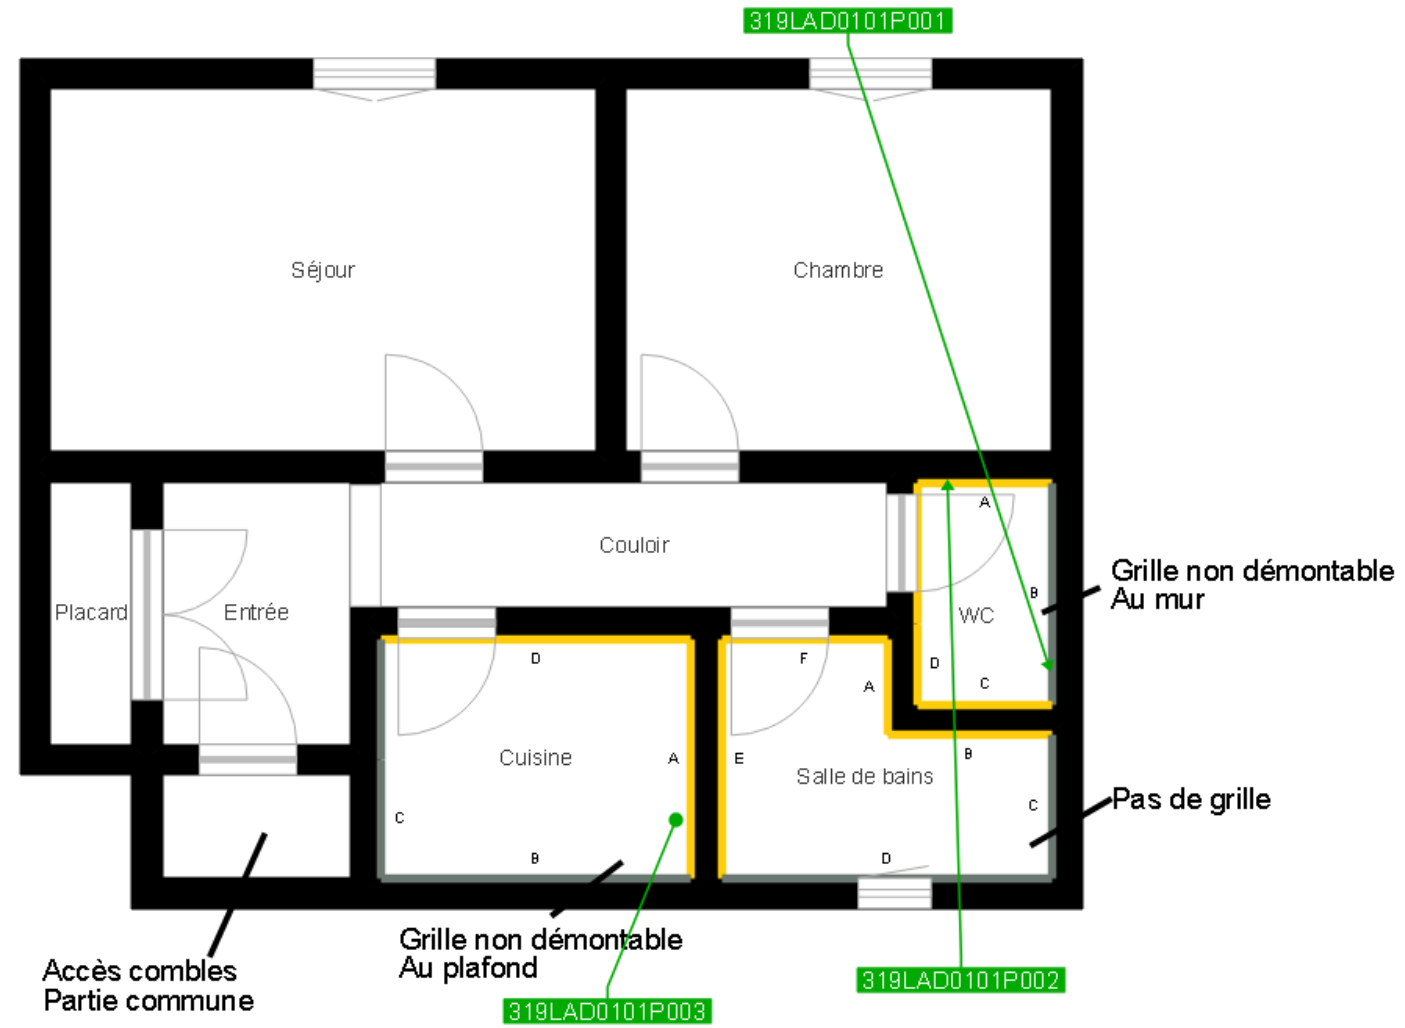 319LAD0101P001
Séjour
Chambre
A
Couloir
Grille non démontable
Au mur
B
Placard
Entrée
WC
D
C
D
F
A
Cuisine
A
E
B
Salle de bains
C
C
Pas de grille
B
D
Grille non démontable
Au plafond
Accès combles
Partie commune
319LAD0101P002
319LAD0101P003